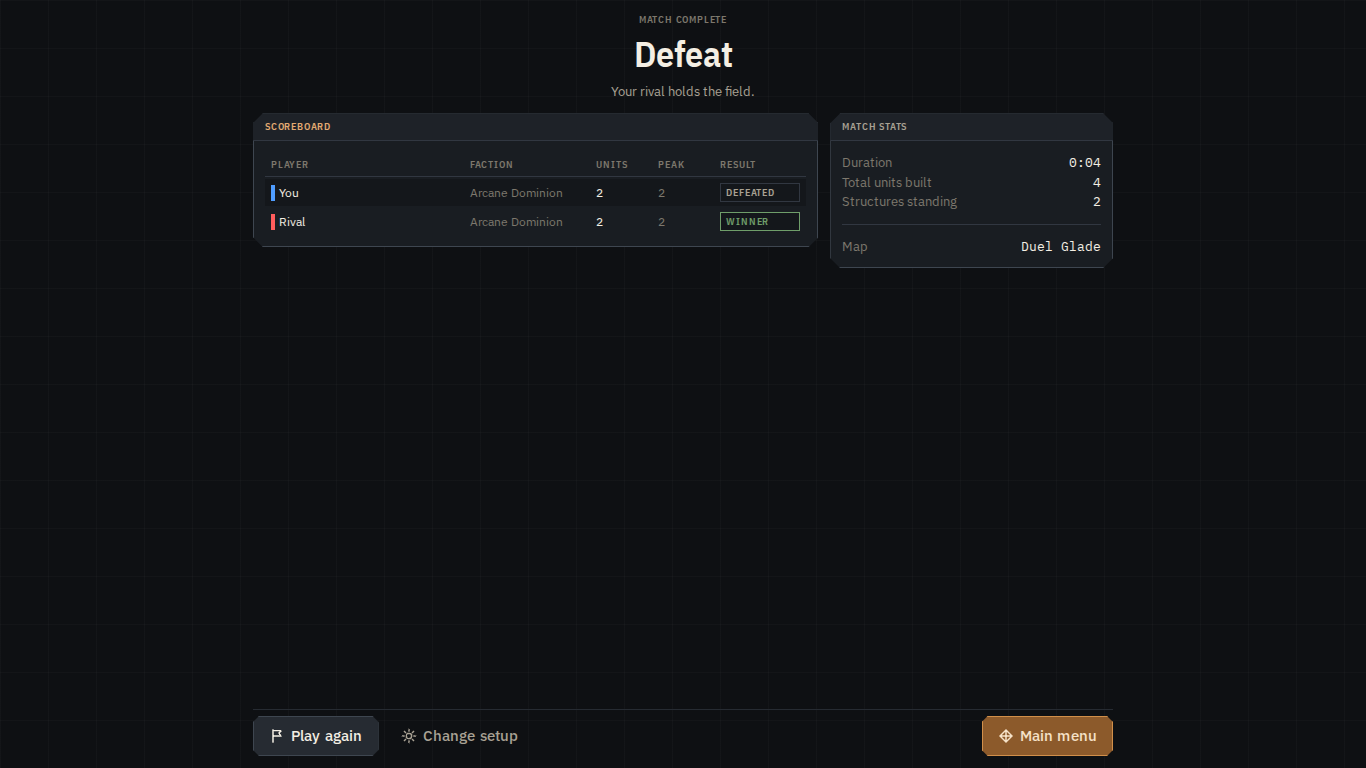 MATCH COMPLETE
Defeat
Your rival holds the field.
SCOREBOARD
PLAYER FACTION UNITS PEAK RESULT
You Arcane Dominion 2 2 DEFEATED
Rival Arcane Dominion 2 2 WINNER
MATCH STATS
Duration 0:04
Total units built 4
Structures standing 2
Map Duel Glade
Play again
Change setup
Main menu